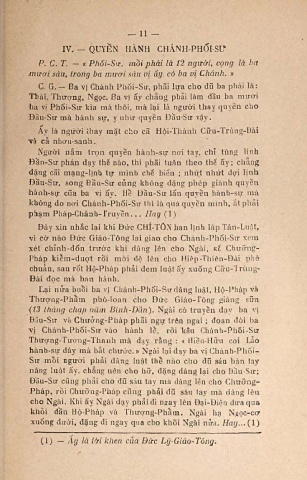 — 11 —
IV. – QUYỀN HÀNH CHÁNH-PHỐI-SƯ
P. C. T. – « Phối-Sư, mỗi phái là 12 người, cọng là ba
mươi sáu, trong ba mươi sáu vị ấy có ba vị Chánh. »
C. G. – Ba vị Chánh Phối-Sư, phải lựa cho đủ ba phái là:
Thái, Thượng, Ngọc. Ba vị ấy chẳng phải làm đầu ba mươi
ba vị Phối-Sư kia mà thôi, mà lại là người thay quyền cho
Đầu-Sư mà hành sự, y như quyền Đầu-Sư vậy.
Ấy là người thay mặt cho cả Hội-Thánh Cửu-Trùng-Đài
và cả nhơn-sanh.
Người nắm trọn quyền hành-sự nơi tay, chỉ tùng linh
Đầu-Sư phán dạy thế nào, thì phải tuân theo thế ấy; chẳng
đặng cãi mạng-lịnh tự mình chế biến; nhứt nhứt đợi linh
Đầu-Sư, song Đầu-Sư cũng không đặng phép giành quyền
hành-sự của ba vị ấy. Hễ Đầu-Sư lấn quyền hành-sự mà
không do nơi Chánh-Phối-Sư thì là quá quyền mình, ắt phải
phạm Pháp-Chánh-Truyền... Hay (1)
Đây xin nhắc lại khi Đức CHÍ-TÔN ban linh lập Tân-Luật,
vì cớ nào Đức Giáo-Tông lại giao cho Chánh-Phối-Sư xem
xét chỉnh-đốn trước khi dâng lên cho Ngài, kế Chưởng-
Pháp kiểm-duợt rồi mới đệ lên cho Hiệp-Thiên-Đài phê
chuẩn, sau rốt Hộ-Pháp phải đem luật ấy xuống Cửu-Trùng-
Đài đọc mà ban hành.
Lại nữa buổi ba vị Chánh-Phối-Sư dâng luật, Hộ-Pháp và
Thượng-Phẩm phò-loan cho Đức Giáo-Tông giáng sửa
(13 tháng chạp năm Bính-Dần). Ngài có truyền dạy ba vị
Đầu-Sư và Chưởng-Pháp ngự trên ngai; đoạn đòi ba
Chánh-Phối-Sư vào hành lễ, rồi kêu Chánh-Phối-Sư
Thượng-Tương-Thanh mà dạy rằng: « Hiền-Hữu coi Lão
hành-sự đây mà bắt chước. » Ngài lại dạy ba vị Chánh-Phối-
Sư mỗi người phải dâng luật thế nào cho đủ sáu bàn tay
nâng luật ấy, chẳng nên cho hở, đặng dâng lại cho Đầu-Sư;
Đầu-Sư cũng phải cho đủ sáu tay mà dâng lên cho Chưởng-
Pháp, rồi Chưởng-Pháp cũng phải đủ sáu tay mà dâng lên
cho Ngài. Khi ấy Ngài dạy phải đi ngay lên Đại-Điện đưa qua
khỏi đầu Hộ-Pháp và Thượng-Phẩm. Ngài hạ Ngọc-cơ
xuống dưới, đặng đi ngay qua cho khỏi Ngài nữa. Hay...(1)
(1) – Ấy là lời khen của Đức Lý-Giáo-Tông.